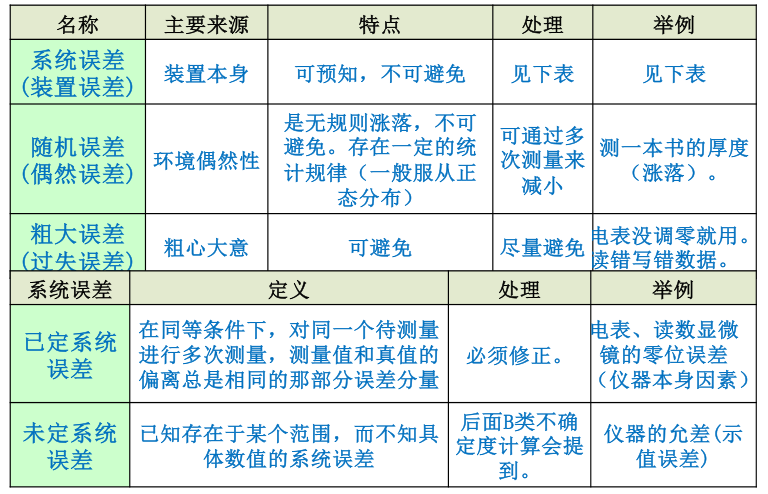 名称 主要来源 特点 处理 举例
系统误差
(装置误差)
装置本身
可预知，不可避免
见下表
见下表
随机误差
(偶然误差)
环境偶然性
是无规则涨落，不可
避免。存在一定的统
计规律（一般服从正
态分布）
可通过多
次测量来
减小
测一本书的厚度
（涨落）。
粗大误差
(过失误差)
粗心大意
可避免
尽量避免
电表没调零就用。
读错写错数据。
系统误差 定义 处理 举例
已定系统
误差
在同等条件下，对同一个待测量
进行多次测量，测量值和真值的
偏离总是相同的那部分误差分量
必须修正。
电表、读数显微
镜的零位误差
（仪器本身因素）
未定系统
误差
已知存在于某个范围，而不知具
体数值的系统误差
后面B类不确
定度计算会提
到。
仪器的允差(示
值误差)